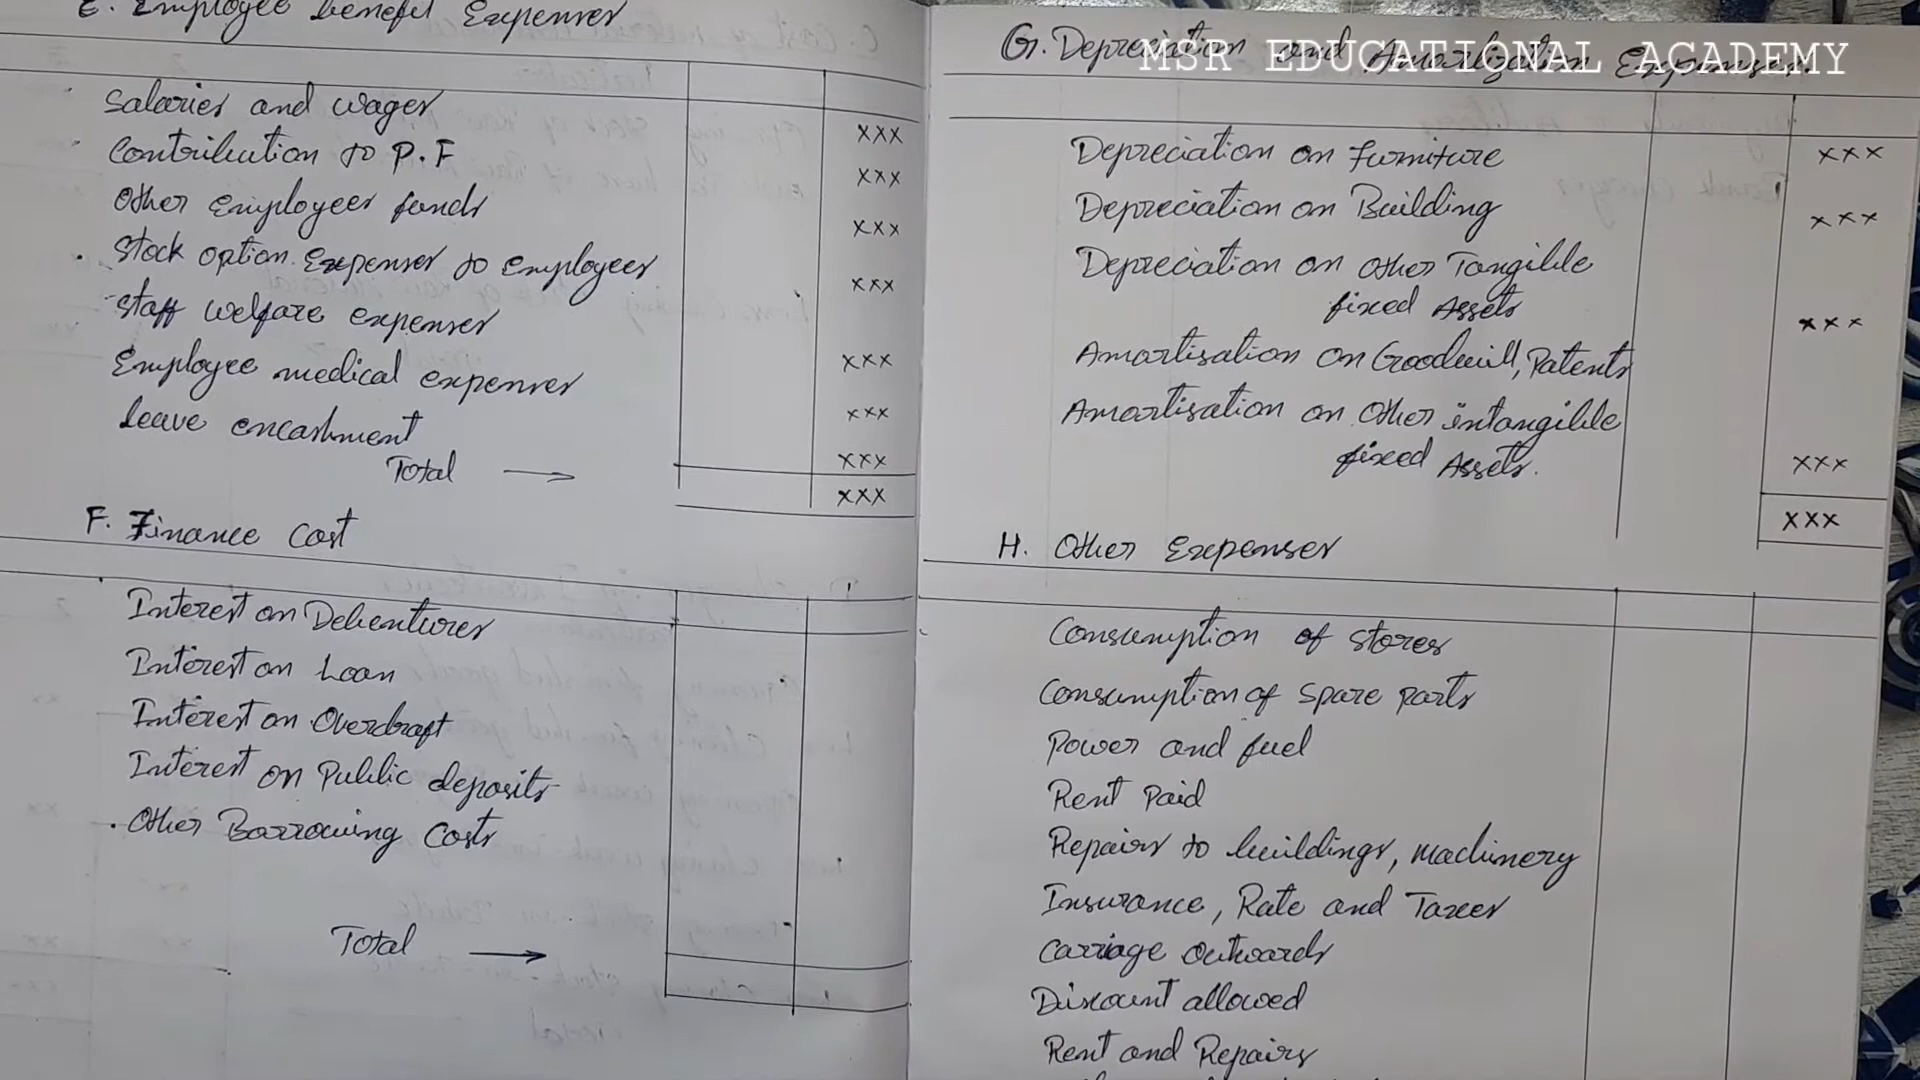 E. Employee benefit Expenses
Salaries and wages
xxx
Contribution to P.F
xxx
Other Employees funds
xxx
Stock option Expenses to Employees
xxx
Staff welfare expenses
xxx
Employee medical expenses
xxx
Leave encashment
xxx
Total →
xxx
F. Finance Cost
Interest on Debentures
Interest on Loan
Interest on Overdraft
Interest on Public deposits
Other Borrowing Costs
Total →
MSR EDUCATIONAL ACADEMY
G. Depreciation and Amortization Expenses
Depreciation on Furniture
xxx
Depreciation on Building
xxx
Depreciation on Other Tangible
fixed Assets
xxx
Amortisation on Goodwill, Patents
Amortisation on Other intangible
fixed Assets.
xxx
xxx
H. Other Expenses
Consumption of Stores
Consumption of Spare parts
Power and fuel
Rent Paid
Repairs to buildings, machinery
Insurance, Rate and Taxes
Carriage Outwards
Discount allowed
Rent and Repairs